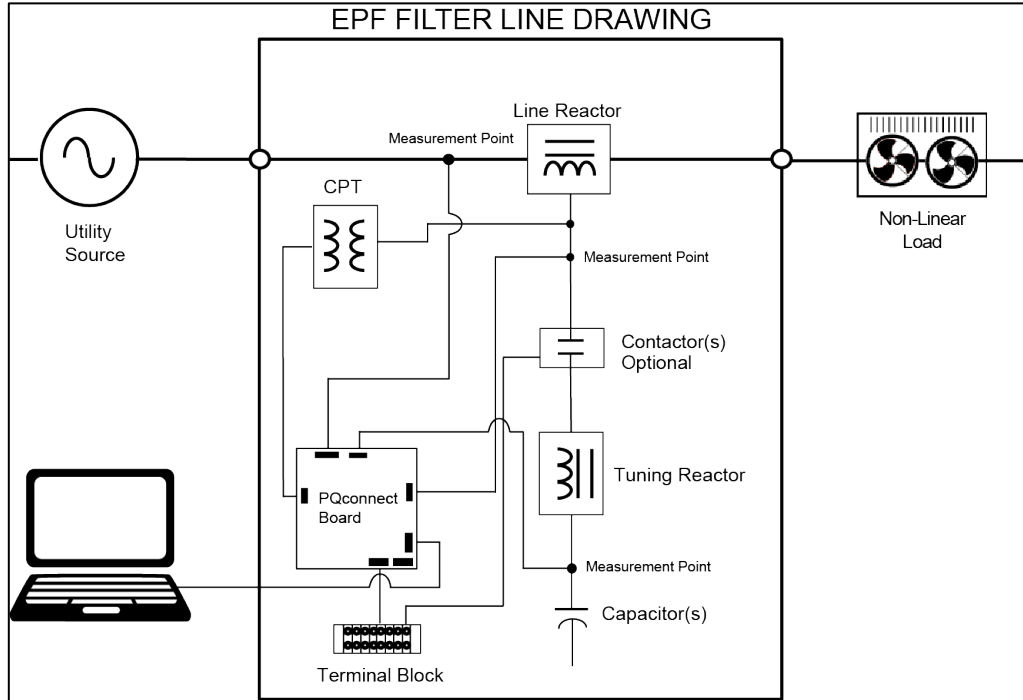 EPF FILTER LINE DRAWING
Line Reactor
Measurement Point
CPT
Utility
Source
Non-Linear
Load
Measurement Point
Contactor(s)
Optional
Tuning Reactor
PQconnect
Board
Measurement Point
Capacitor(s)
Terminal Block